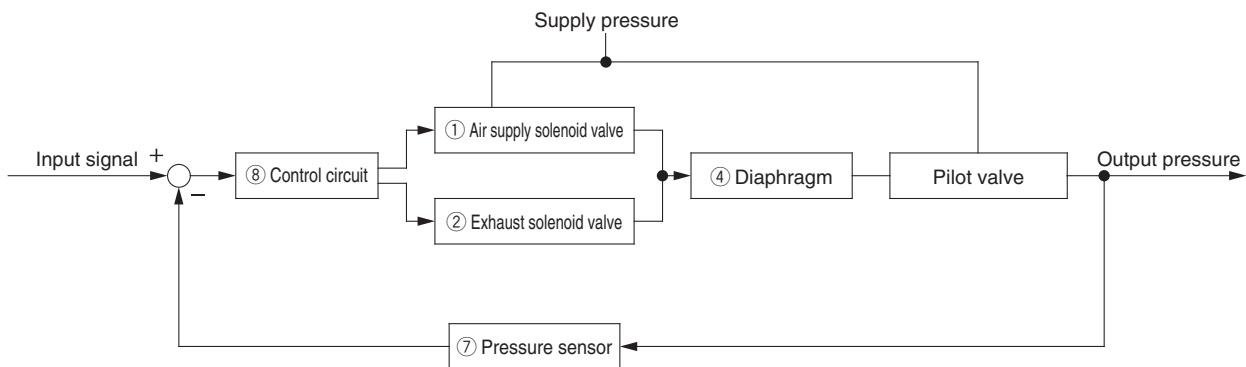 Supply pressure
① Air supply solenoid valve
Input signal
+
−
⑧ Control circuit
④ Diaphragm
Pilot valve
Output pressure
② Exhaust solenoid valve
⑦ Pressure sensor